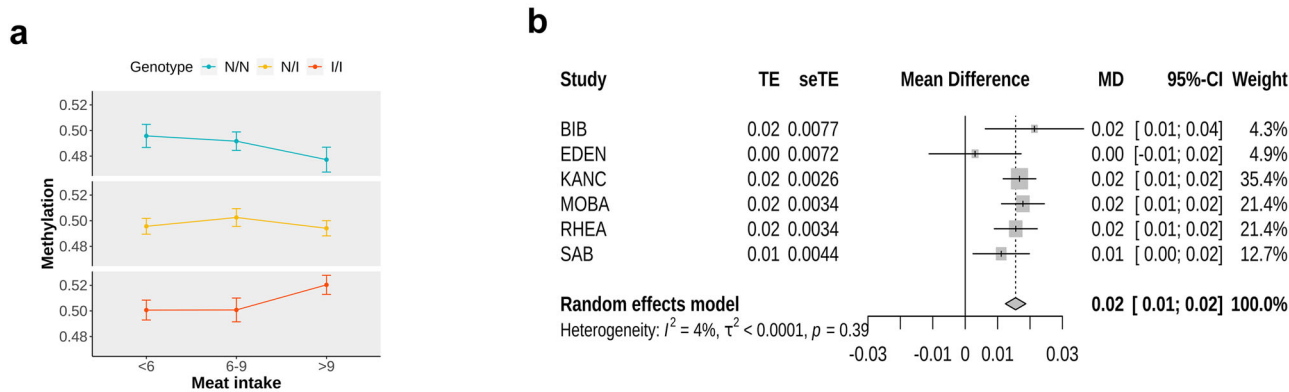 a
Genotype N/N N/I I/I
0.52
0.50
0.48
0.52
0.50
0.48
0.52
0.50
0.48
Methylation
<6 6-9 >9
Meat intake
b
Study TE seTE Mean Difference MD 95%-CI Weight
BIB 0.02 0.0077 0.02 [ 0.01; 0.04] 4.3%
EDEN 0.00 0.0072 0.00 [-0.01; 0.02] 4.9%
KANC 0.02 0.0026 0.02 [ 0.01; 0.02] 35.4%
MOBA 0.02 0.0034 0.02 [ 0.01; 0.02] 21.4%
RHEA 0.02 0.0034 0.02 [ 0.01; 0.02] 21.4%
SAB 0.01 0.0044 0.01 [ 0.00; 0.02] 12.7%
Random effects model 0.02 [ 0.01; 0.02] 100.0%
Heterogeneity: I² = 4%, τ² < 0.0001, p = 0.39
-0.03 -0.01 0 0.01 0.03